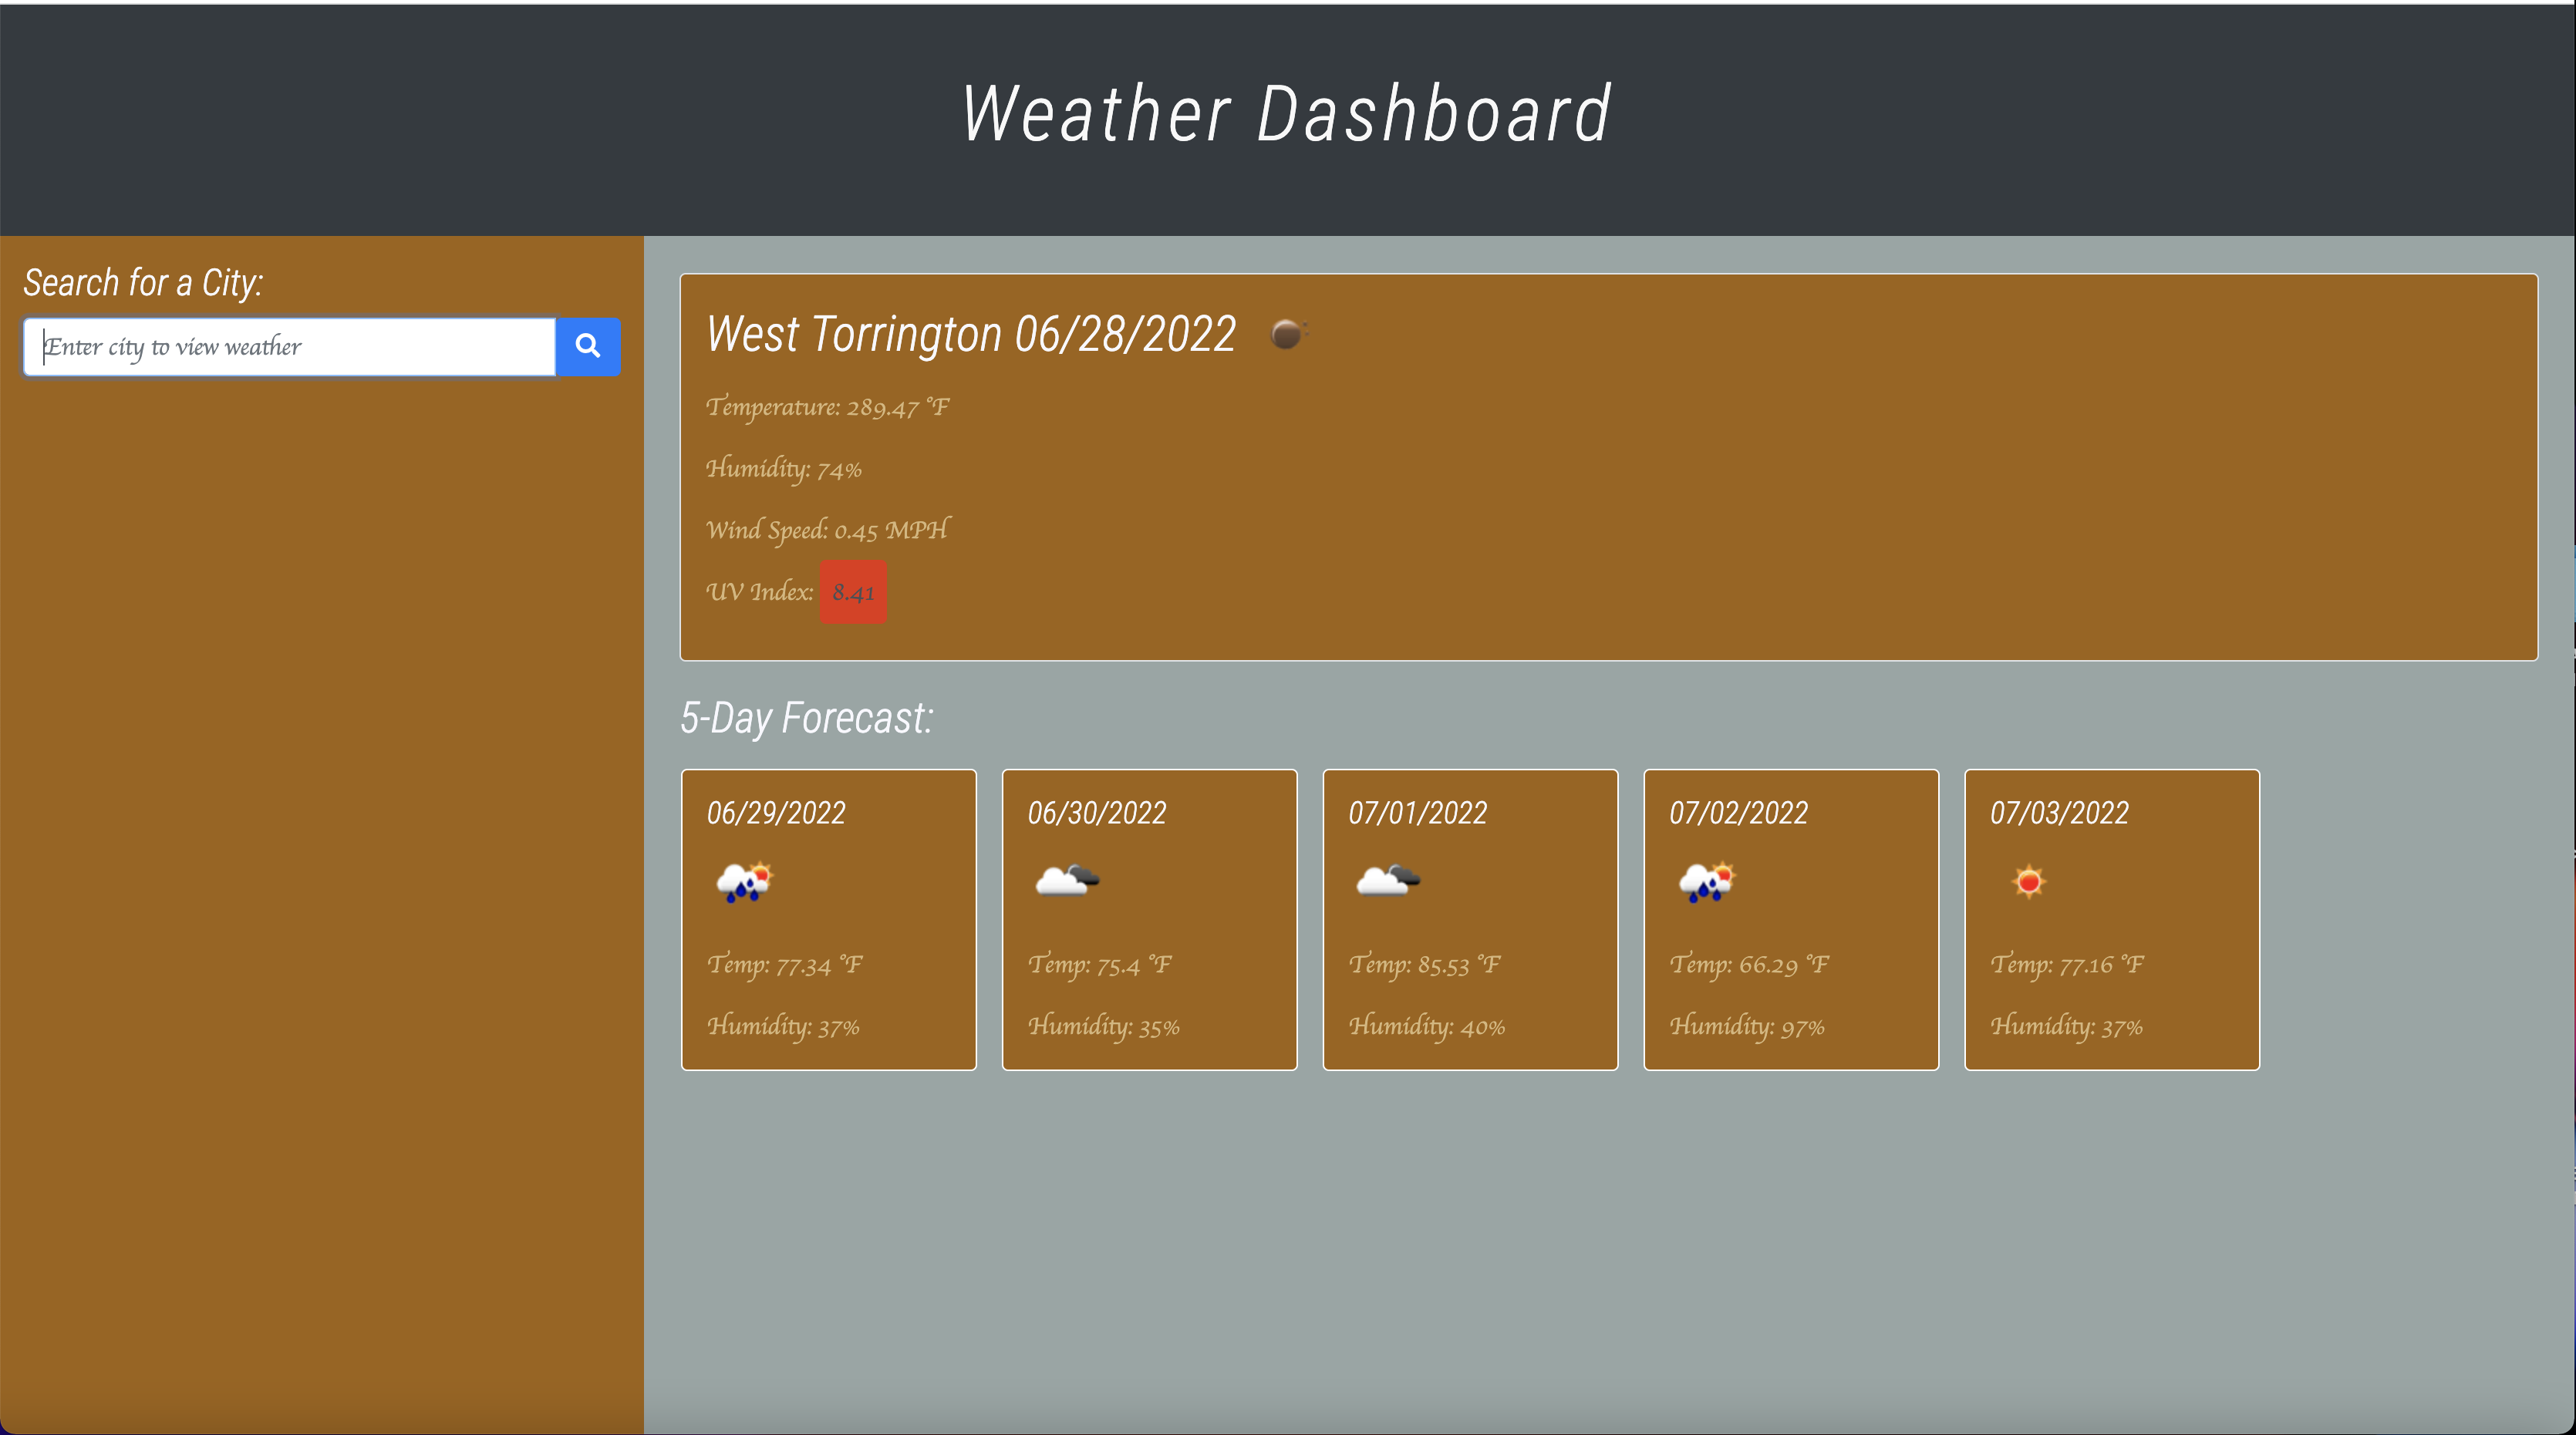 Weather Dashboard
Search for a City:
Enter city to view weather
West Torrington 06/28/2022
Temperature: 289.47 °F
Humidity: 74%
Wind Speed: 0.45 MPH
UV Index: 8.41
5-Day Forecast:
06/29/2022
Temp: 77.34 °F
Humidity: 37%
06/30/2022
Temp: 75.4 °F
Humidity: 35%
07/01/2022
Temp: 85.53 °F
Humidity: 40%
07/02/2022
Temp: 66.29 °F
Humidity: 97%
07/03/2022
Temp: 77.16 °F
Humidity: 37%